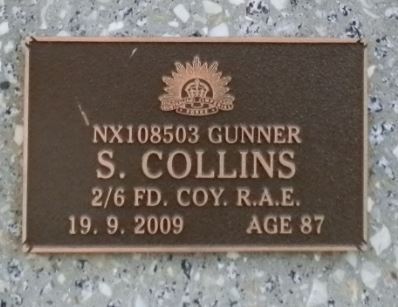 NX108503 GUNNER
S. COLLINS
2/6 FD. COY. R.A.E.
19. 9. 2009 AGE 87